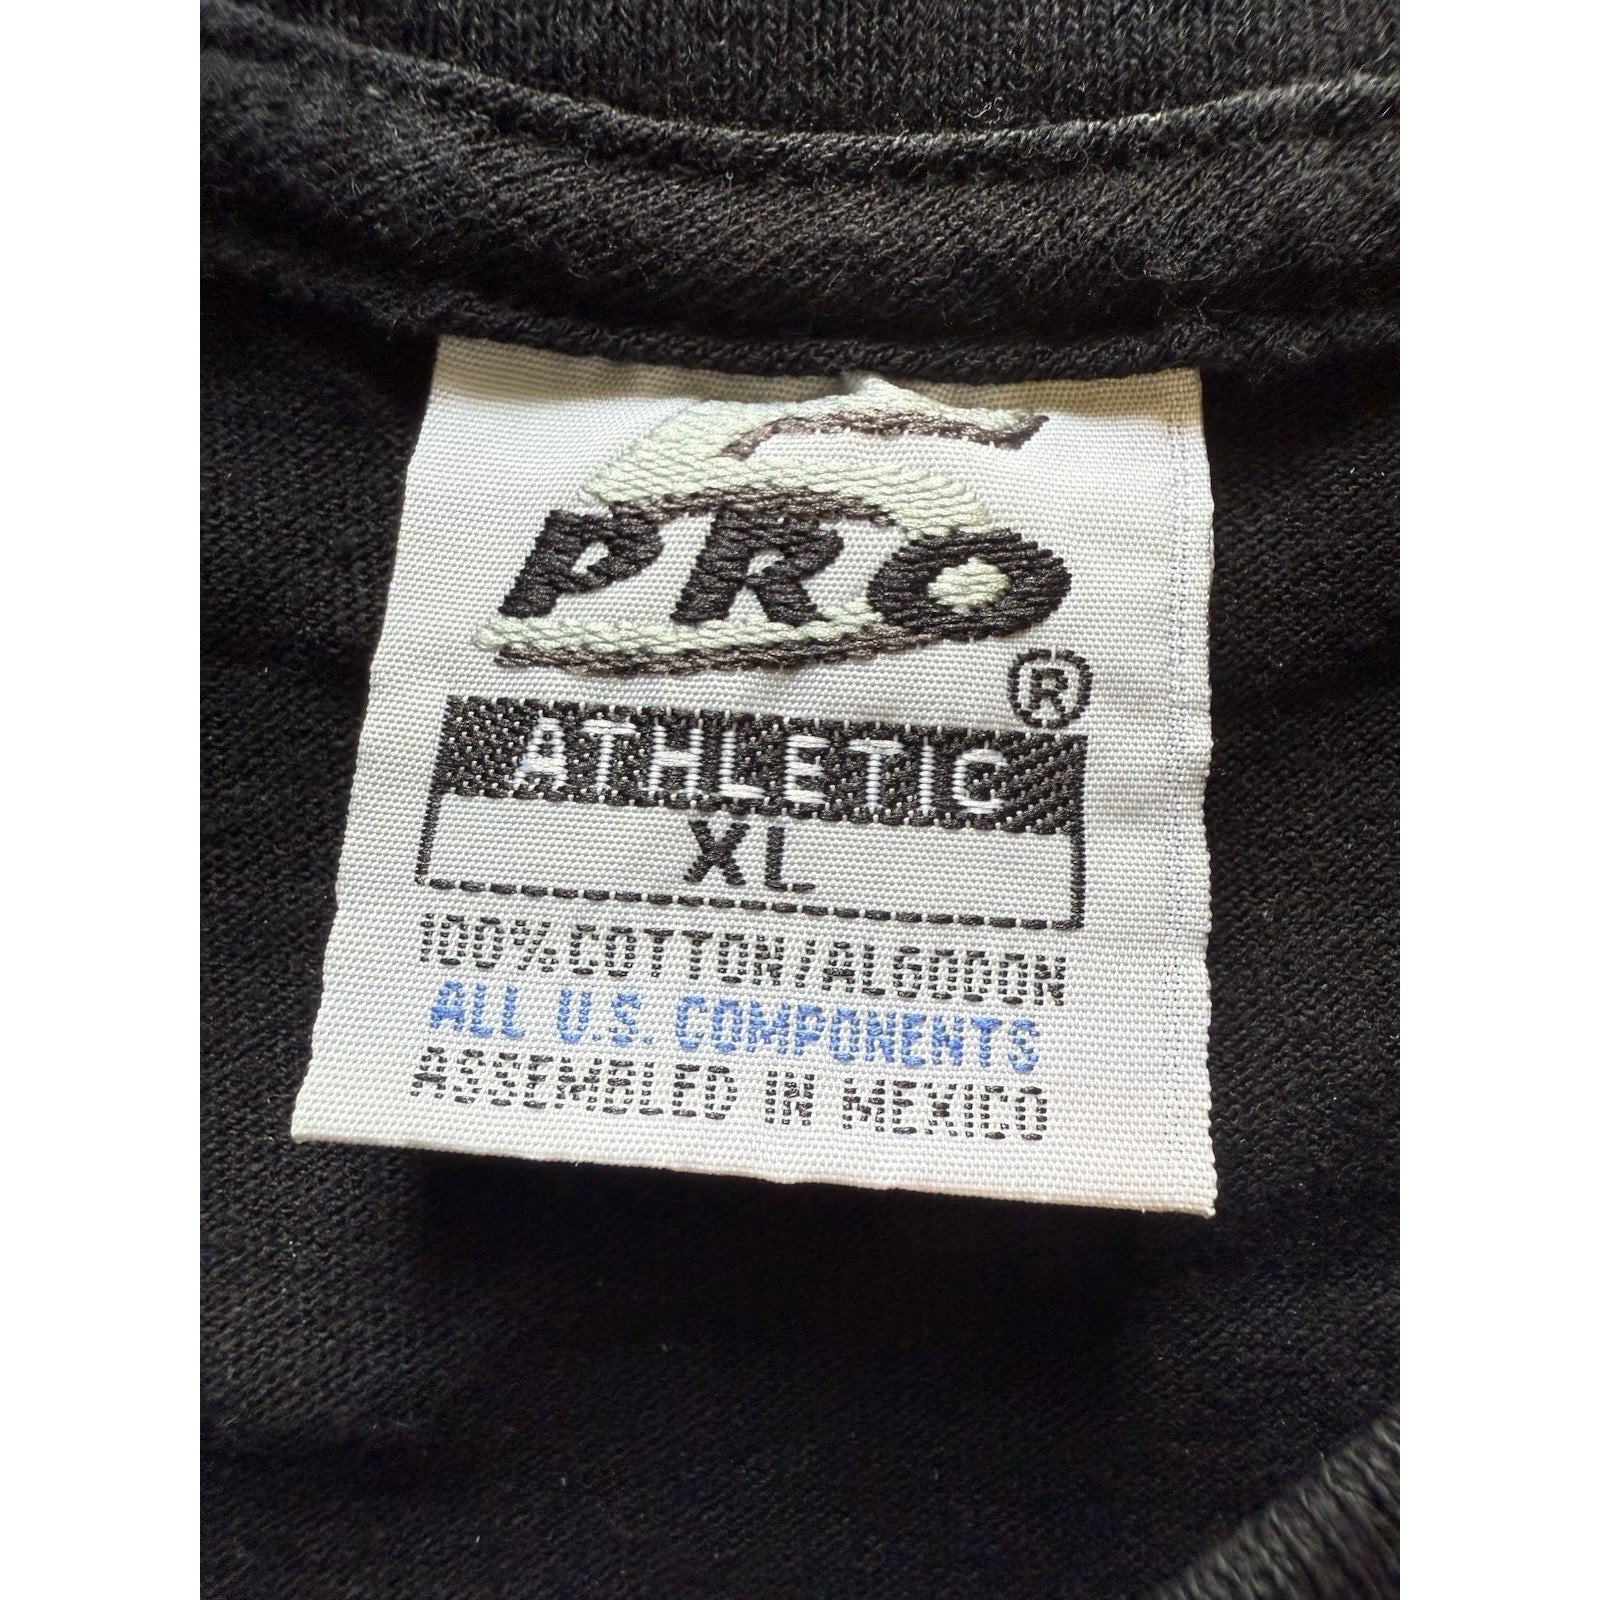 PRO
®
ATHLETIC
XL
100% COTTON/ALGODON
ALL U.S. COMPONENTS
ASSEMBLED IN MEXICO